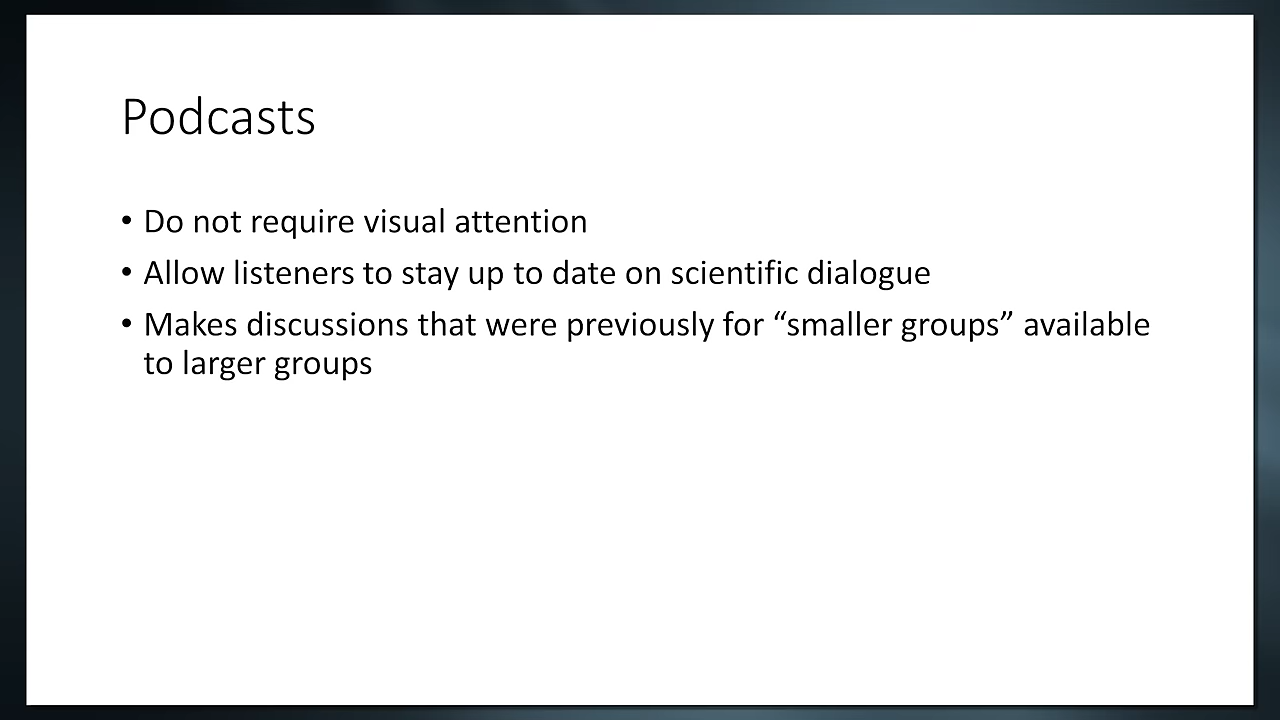 Podcasts
• Do not require visual attention
• Allow listeners to stay up to date on scientific dialogue
• Makes discussions that were previously for “smaller groups” available
to larger groups